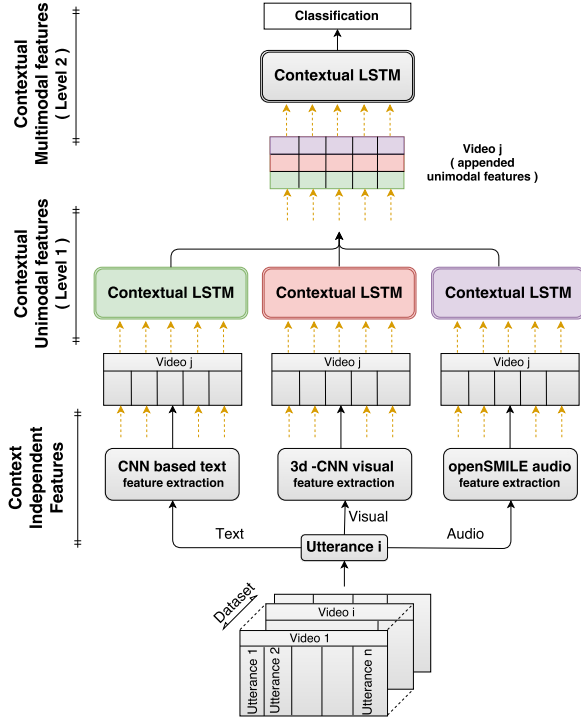 Classification
Contextual LSTM
Contextual
Multimodal features
( Level 2 )
Video j
( appended
unimodal features )
Contextual
Unimodal features
( Level 1 )
Contextual LSTM
Contextual LSTM
Contextual LSTM
Video j
Video j
Video j
Context
Independent
Features
CNN based text
feature extraction
3d -CNN visual
feature extraction
openSMILE audio
feature extraction
Text
Visual
Audio
Utterance i
Dataset
Video i
Video 1
Utterance 1
Utterance 2
Utterance n